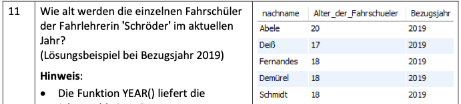 11
Wie alt werden die einzelnen Fahrschüler
der Fahrlehrerin 'Schröder' im aktuellen
Jahr?
(Lösungsbeispiel bei Bezugsjahr 2019)
Hinweis:
• Die Funktion YEAR() liefert die
nachname Alter_der_Fahrschueler Bezugsjahr
Abele 20 2019
Deiß 17 2019
Fernandes 18 2019
Demürel 18 2019
Schmidt 18 2019